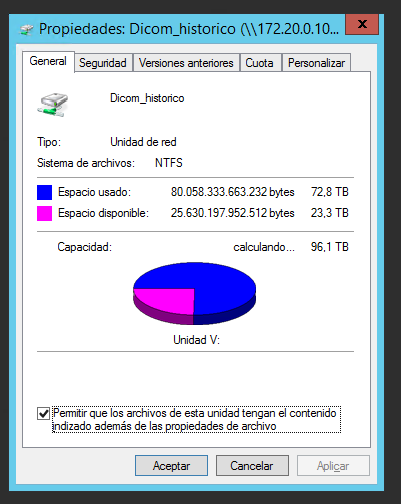 Propiedades: Dicom_historico (\\172.20.0.10...
General
Seguridad
Versiones anteriores
Cuota
Personalizar
Dicom_historico
Tipo: Unidad de red
Sistema de archivos: NTFS
Espacio usado: 80.058.333.663.232 bytes 72,8 TB
Espacio disponible: 25.630.197.952.512 bytes 23,3 TB
Capacidad: calculando... 96,1 TB
Unidad V:
Permitir que los archivos de esta unidad tengan el contenido
indizado además de las propiedades de archivo
Aceptar
Cancelar
Aplicar